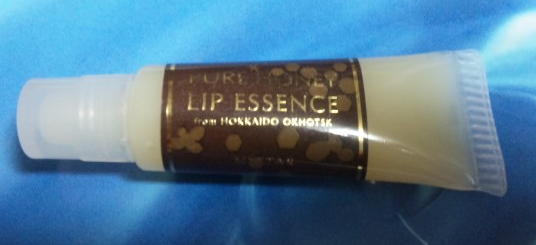 PURE HONEY
LIP ESSENCE
from HOKKAIDO OKHOTSK